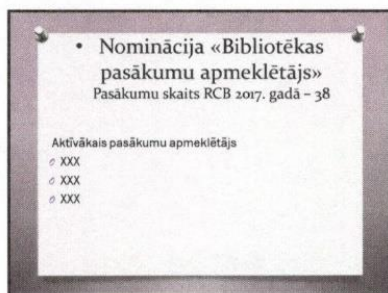 • Nominācija «Bibliotēkas
pasākumu apmeklētājs»
Pasākumu skaits RCB 2017. gadā – 38
Aktīvākais pasākumu apmeklētājs
XXX
XXX
XXX